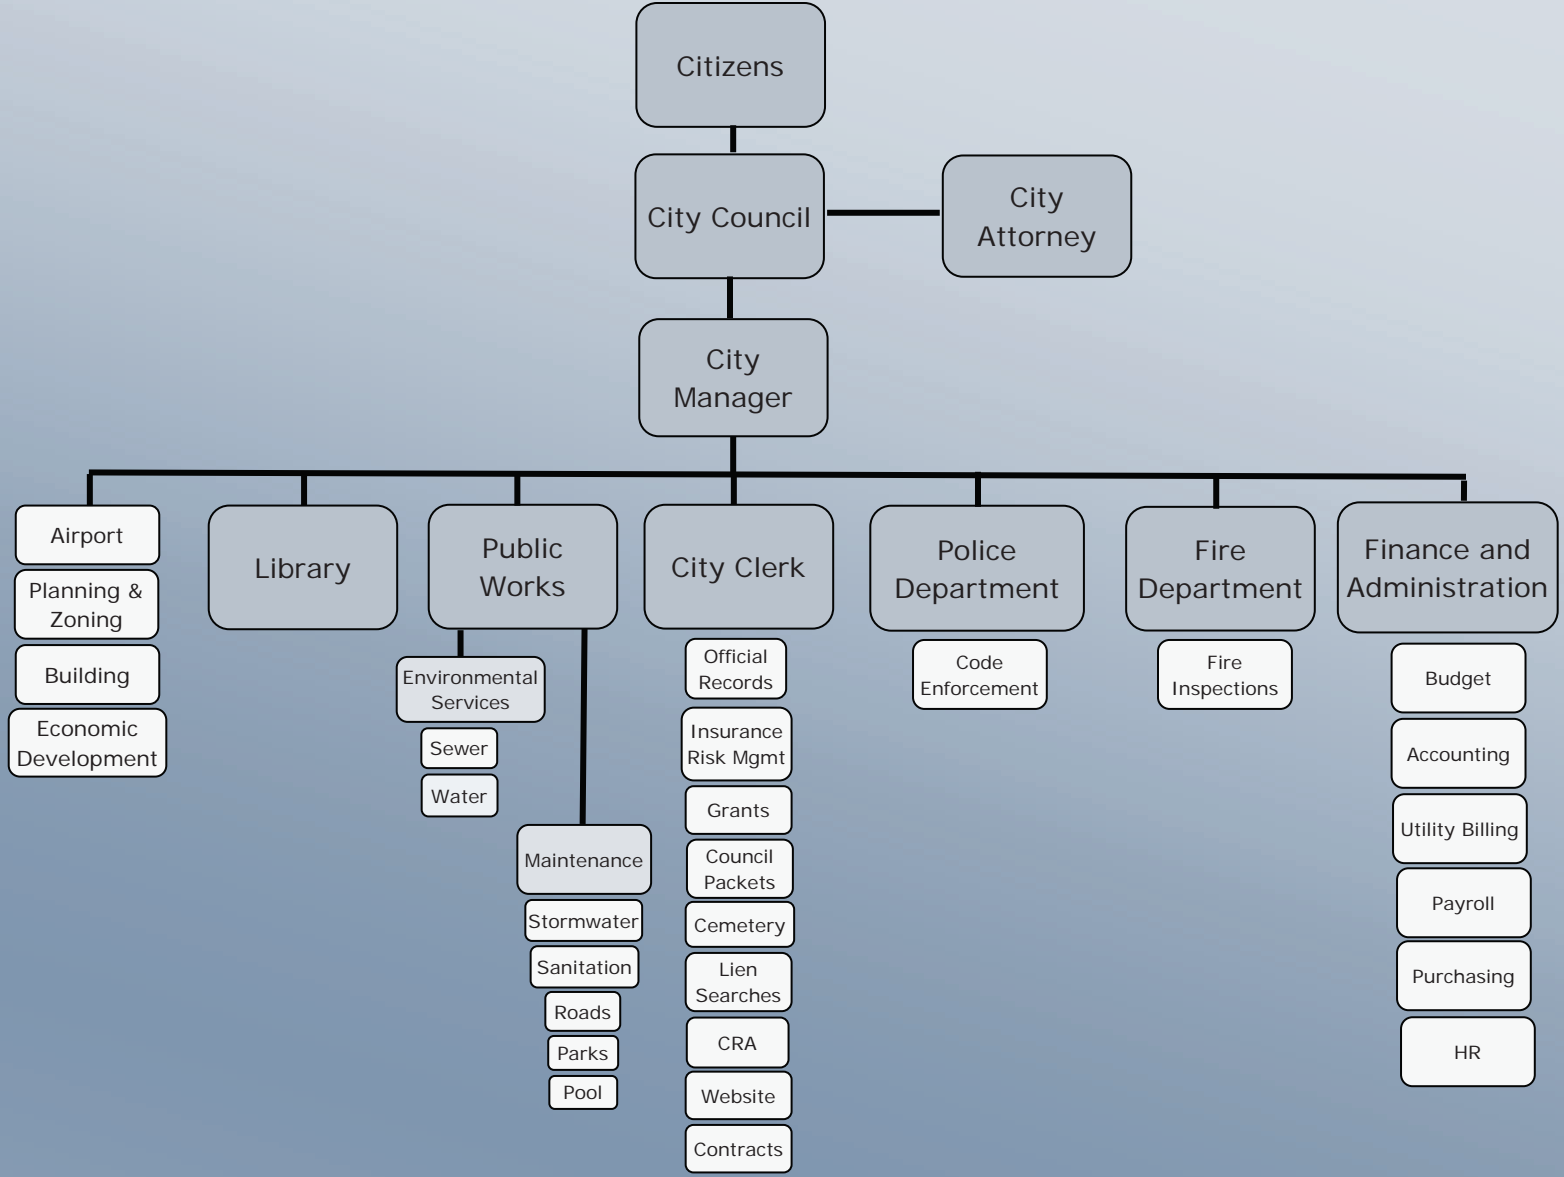 Citizens
City Council
City
Attorney
City
Manager
Airport
Planning &
Zoning
Building
Economic
Development
Library
Public
Works
Environmental
Services
Sewer
Water
Maintenance
Stormwater
Sanitation
Roads
Parks
Pool
City Clerk
Official
Records
Insurance
Risk Mgmt
Grants
Council
Packets
Cemetery
Lien
Searches
CRA
Website
Contracts
Police
Department
Code
Enforcement
Fire
Department
Fire
Inspections
Finance and
Administration
Budget
Accounting
Utility Billing
Payroll
Purchasing
HR